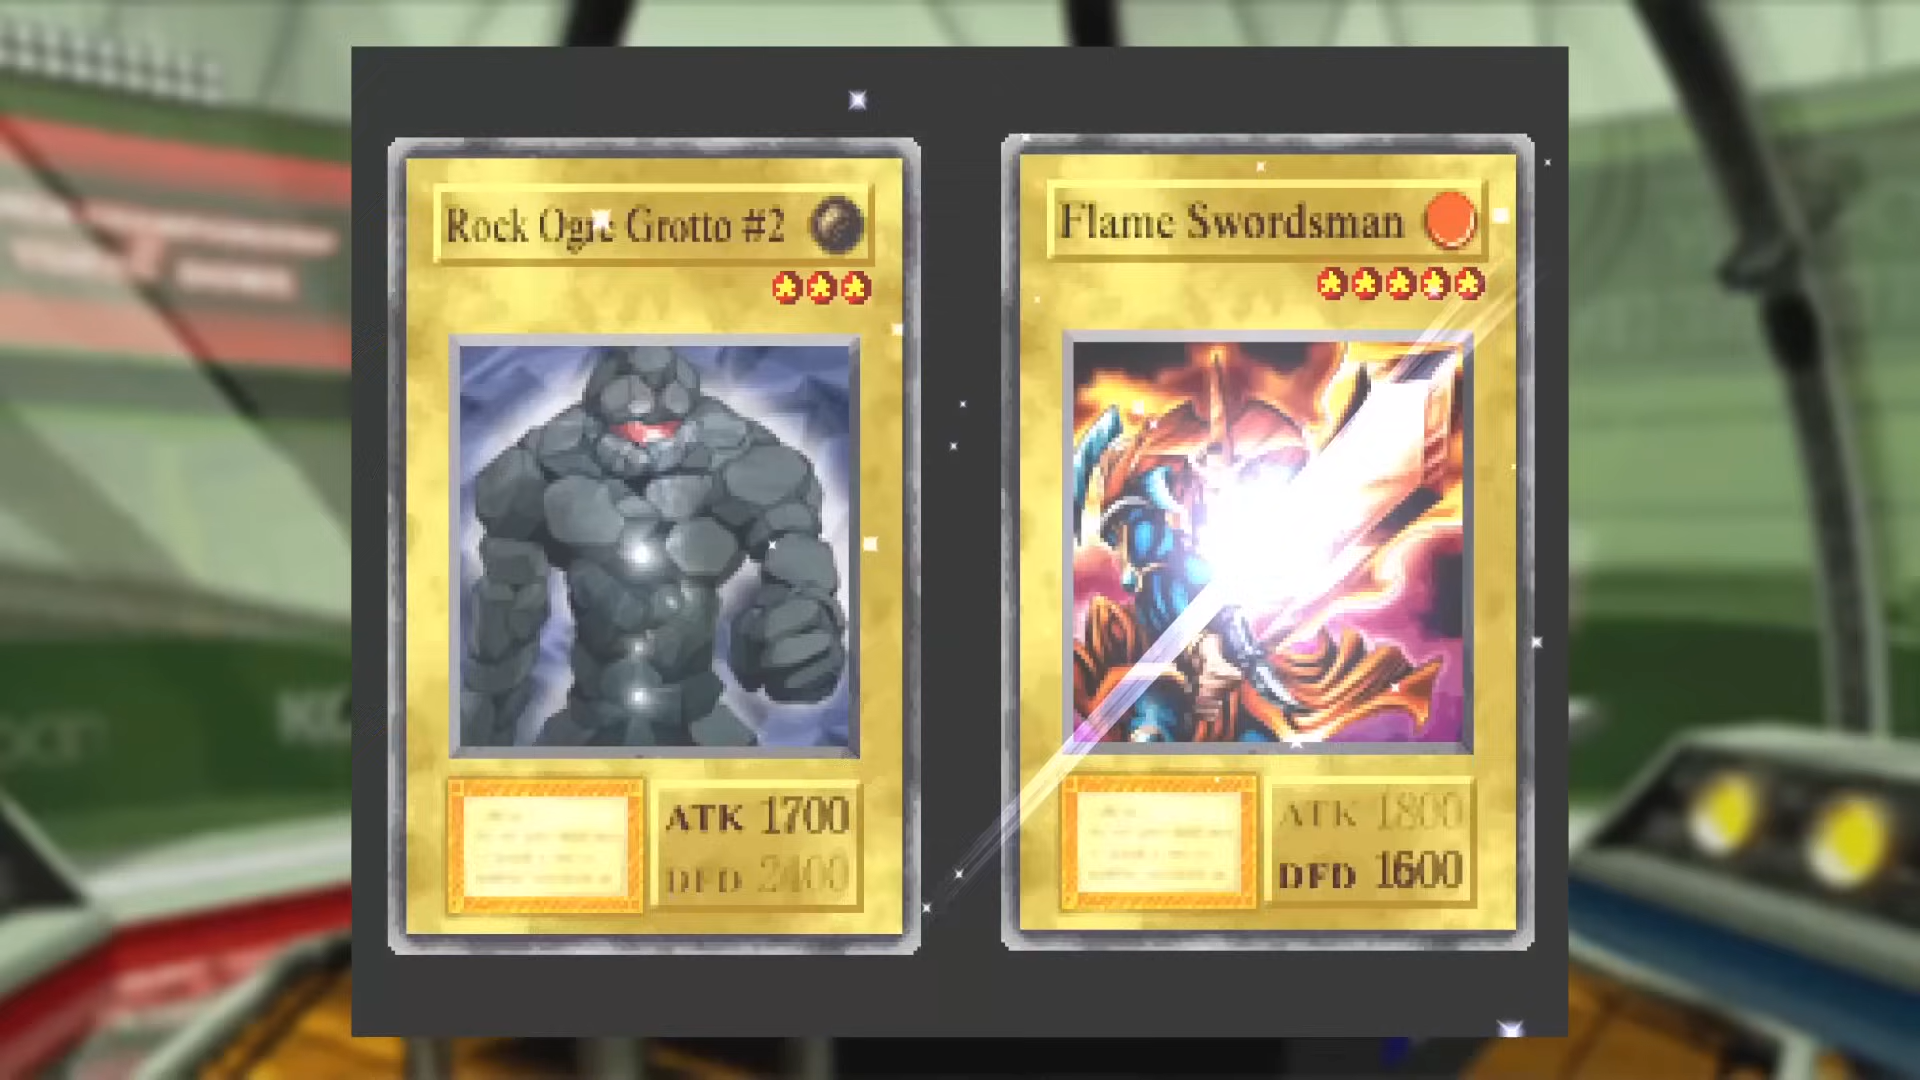 Rock Ogre Grotto #2
ATK 1700
DFD 2400
Flame Swordsman
ATK 1800
DFD 1600